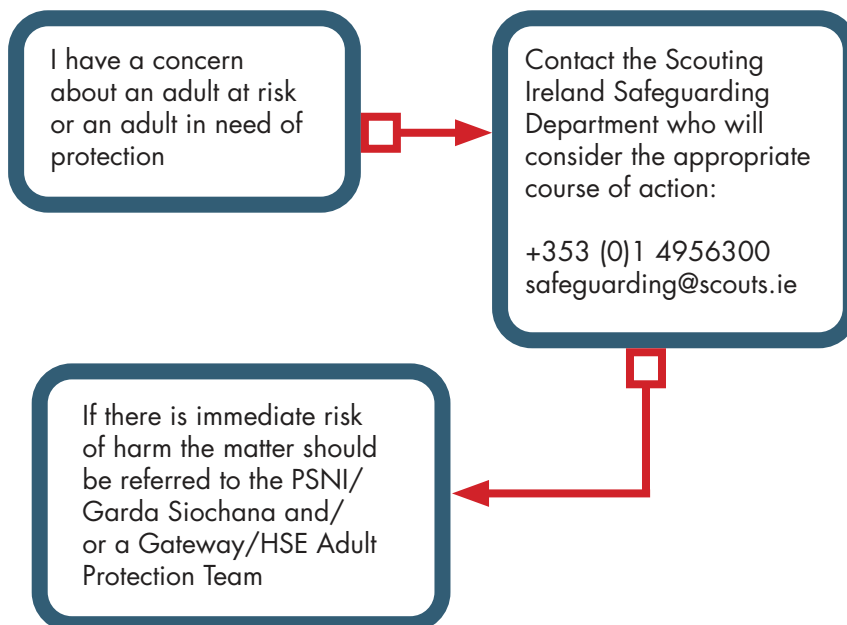 I have a concern
about an adult at risk
or an adult in need of
protection
Contact the Scouting
Ireland Safeguarding
Department who will
consider the appropriate
course of action:
+353 (0)1 4956300
safeguarding@scouts.ie
If there is immediate risk
of harm the matter should
be referred to the PSNI/
Garda Siochana and/
or a Gateway/HSE Adult
Protection Team